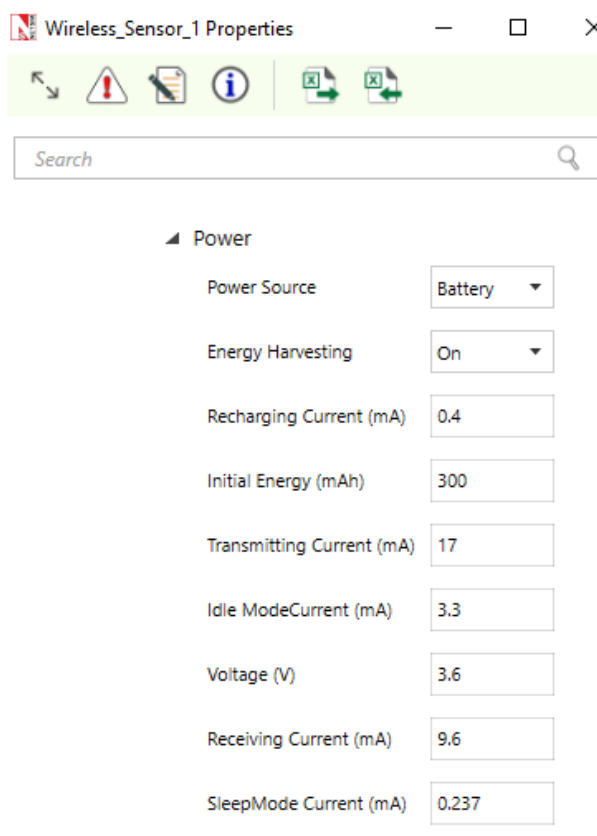 Wireless_Sensor_1 Properties
Search
Power
Power Source Battery
Energy Harvesting On
Recharging Current (mA) 0.4
Initial Energy (mAh) 300
Transmitting Current (mA) 17
Idle ModeCurrent (mA) 3.3
Voltage (V) 3.6
Receiving Current (mA) 9.6
SleepMode Current (mA) 0.237